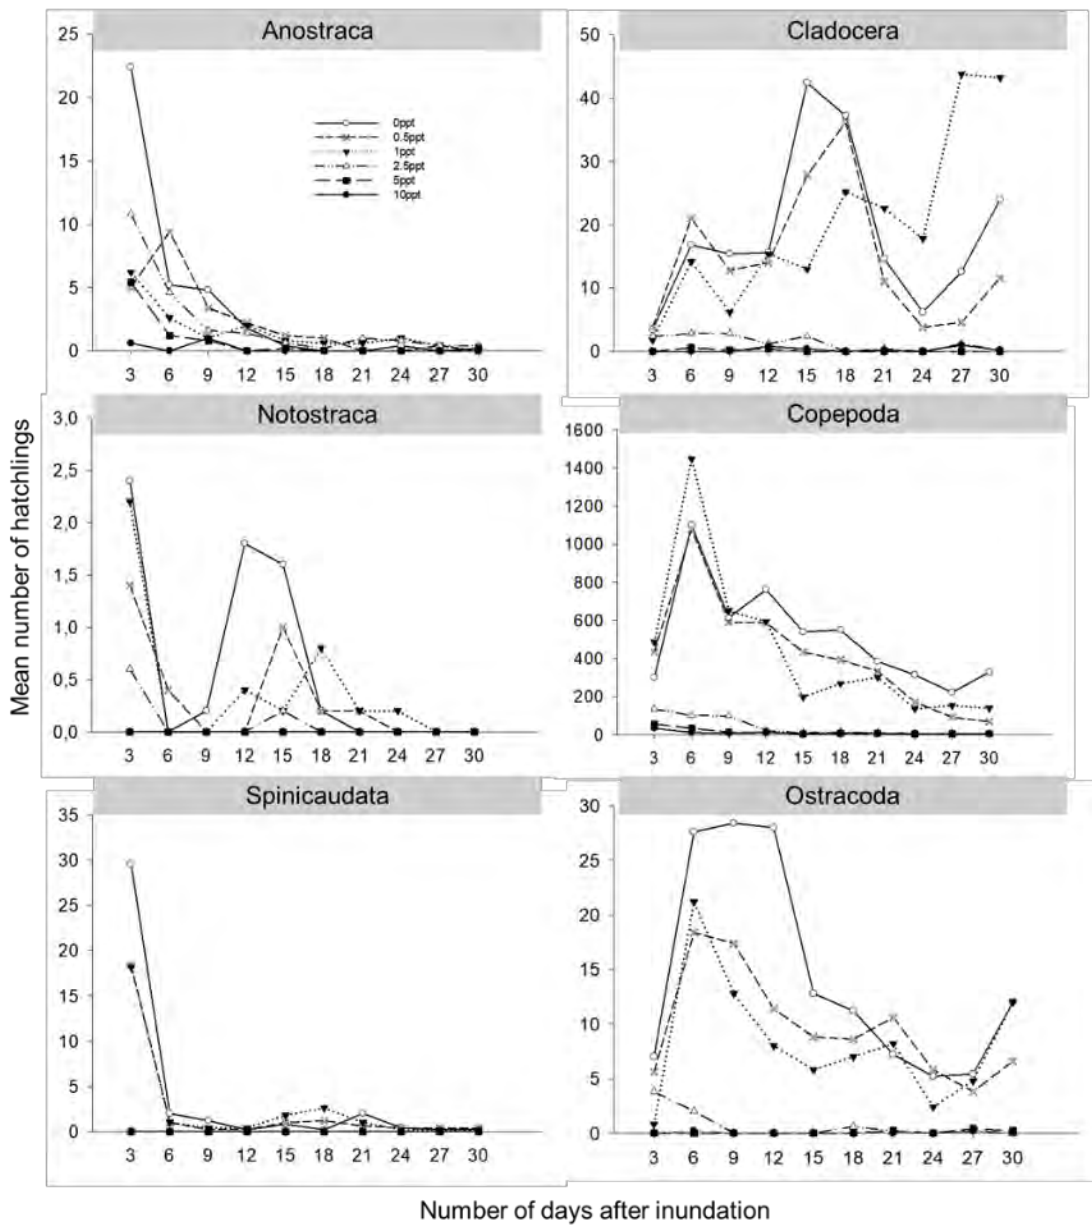 Anostraca
25
20
15
10
5
0
3 6 9 12 15 18 21 24 27 30
0ppt
0.5ppt
1ppt
2.5ppt
5ppt
10ppt
Cladocera
50
40
30
20
10
0
3 6 9 12 15 18 21 24 27 30
Notostraca
3,0
2,5
2,0
1,5
1,0
0,5
0,0
3 6 9 12 15 18 21 24 27 30
Copepoda
1600
1400
1200
1000
800
600
400
200
0
3 6 9 12 15 18 21 24 27 30
Spinicaudata
35
30
25
20
15
10
5
0
3 6 9 12 15 18 21 24 27 30
Ostracoda
30
25
20
15
10
5
0
3 6 9 12 15 18 21 24 27 30
Mean number of hatchlings
Number of days after inundation